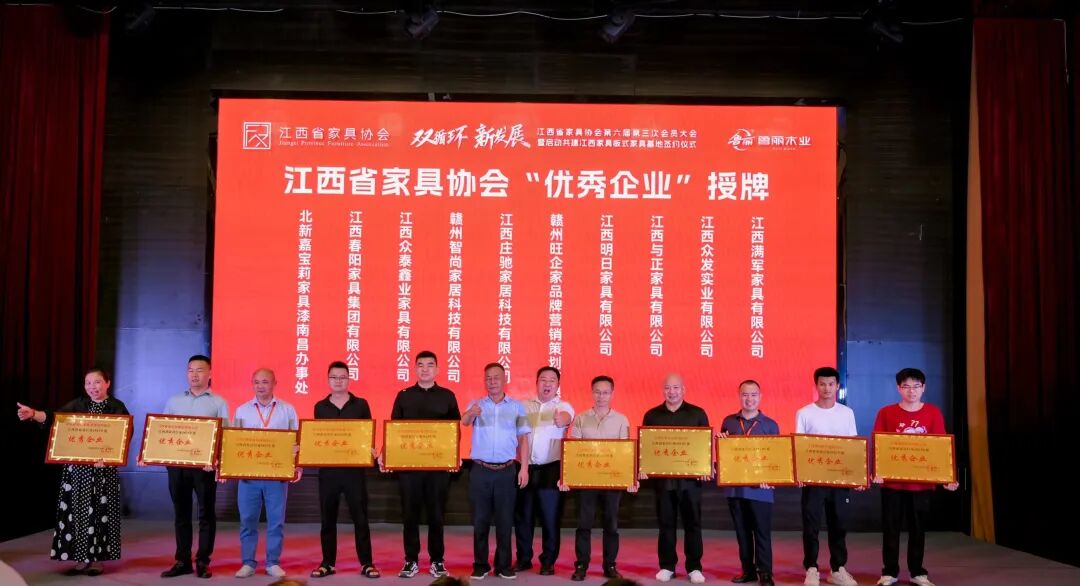 江西省家具协会
Jiangxi Province Furniture Association
双循环 新发展
江西省家具协会第六届第三次会员大会
暨启动共建江西家具板式家具基地签约仪式
鲁丽
鲁丽木业
江西省家具协会“优秀企业”授牌
江西满军家具有限公司
江西众发实业有限公司
江西与正家具有限公司
江西明日家具有限公司
赣州旺企家品牌营销策划
江西庄驰家居科技有限公司
赣州智尚家居科技有限公司
江西众泰鑫业家具有限公司
江西春阳家具集团有限公司
北新嘉宝莉家具漆南昌办事处
优秀企业
优秀企业
优秀企业
优秀企业
优秀企业
优秀企业
优秀企业
优秀企业
优秀企业
优秀企业
77